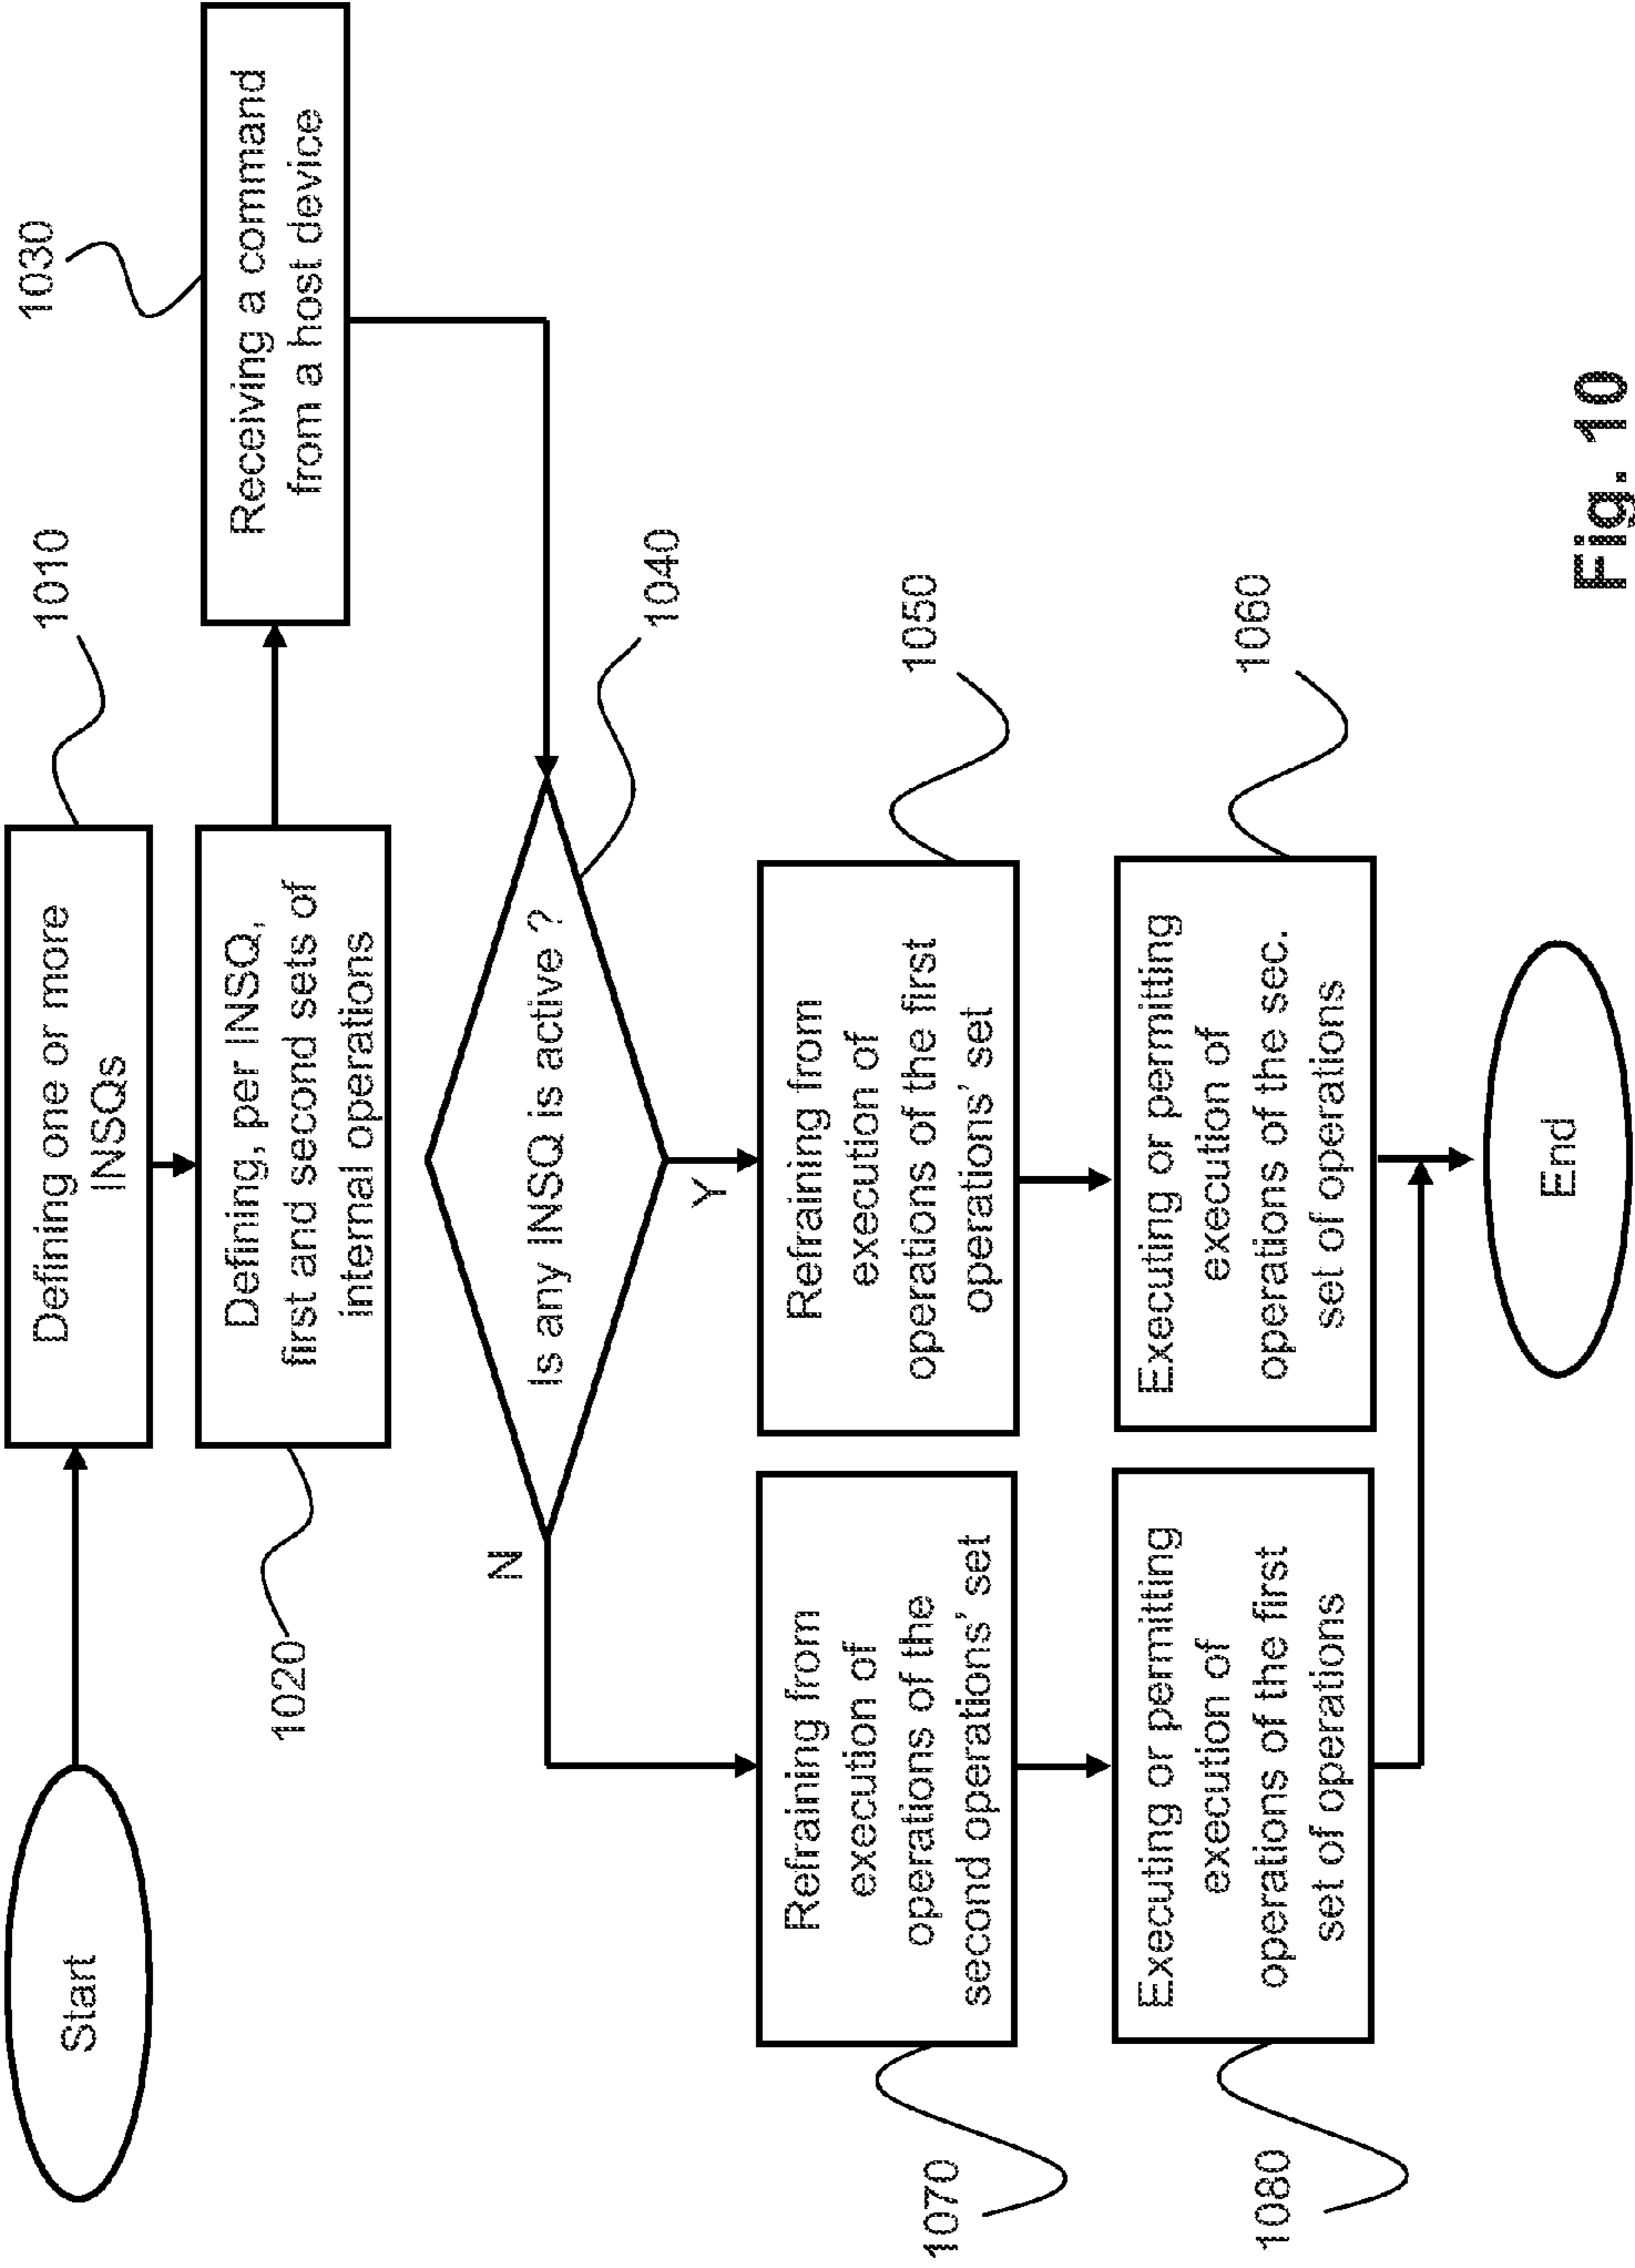 Start
Defining one or more
INSQs
1010
1020
Defining, per INSQ,
first and second sets of
internal operations
Receiving a command
from a host device
1030
Is any INSQ is active ?
1040
N
Y
Refraining from
execution of
operations of the first
operations' set
1050
Executing or permitting
execution of
operations of the sec.
set of operations
1060
1070
Refraining from
execution of
operations of the
second operations' set
1080
Executing or permitting
execution of
operations of the first
set of operations
End
Fig. 10